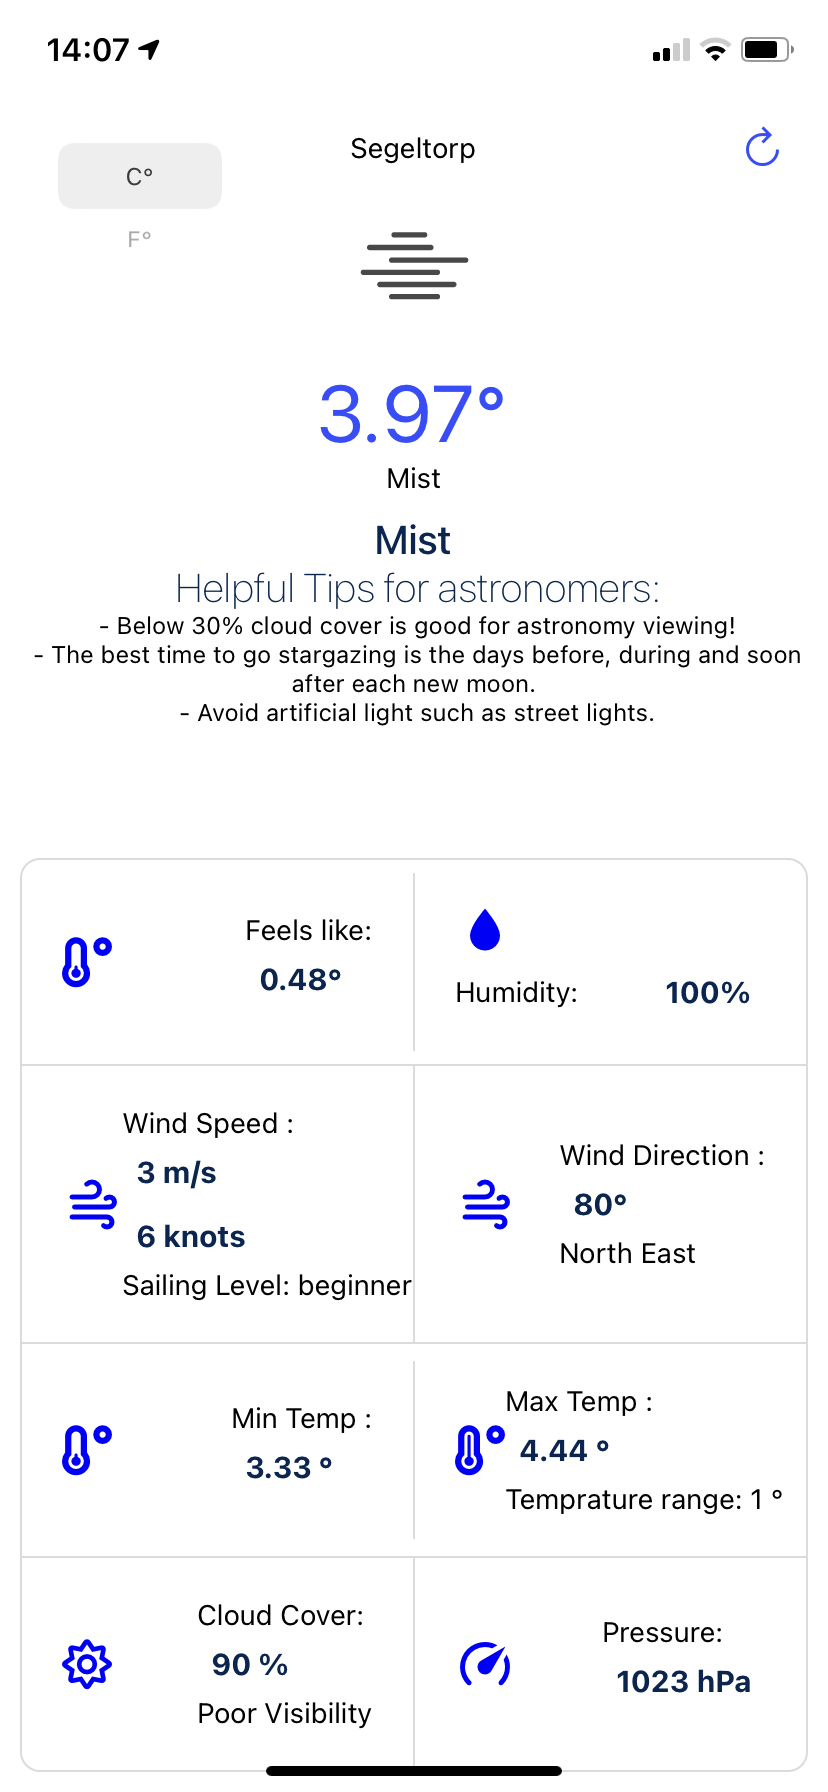 14:07
C°
Segeltorp
F°
3.97°
Mist
Mist
Helpful Tips for astronomers:
- Below 30% cloud cover is good for astronomy viewing!
- The best time to go stargazing is the days before, during and soon
after each new moon.
- Avoid artificial light such as street lights.
Feels like:
0.48°
Humidity: 100%
Wind Speed :
3 m/s
6 knots
Sailing Level: beginner
Wind Direction :
80°
North East
Min Temp :
3.33 °
Max Temp :
4.44 °
Temprature range: 1 °
Cloud Cover:
90 %
Poor Visibility
Pressure:
1023 hPa